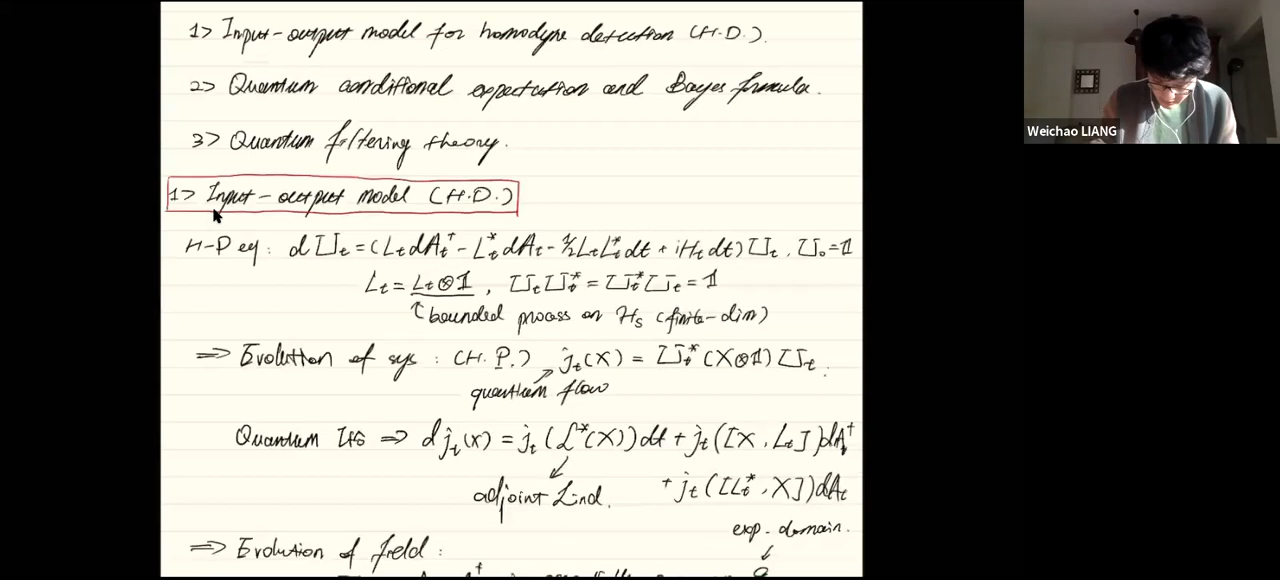 1> Input-output model for homodyne detection (H.D.).
2> Quantum conditional expectation and Bayes formula.
3> Quantum filtering theory.
1> Input-output model (H.D.)
H-P eq: dU_t = (L_t dA_t^† - L_t^* dA_t - ½L_t L_t^* dt + iH_t dt) U_t, U_0 = 𝟙
L_t = L_t ⊗ 𝟙, U_t U_t^* = U_t^* U_t = 𝟙
↑ bounded process on H_S (finite-dim)
⇒ Evolution of sys: (H.P.) j_t(X) = U_t^* (X⊗𝟙) U_t.
quantum flow
Quantum Itô ⇒ dj_t(X) = j_t(L^*(X))dt + j_t([X, L_t])dA_t^†
adjoint Lind. + j_t([L_t^*, X])dA_t
exp. domain.
⇒ Evolution of field:
Weichao LIANG